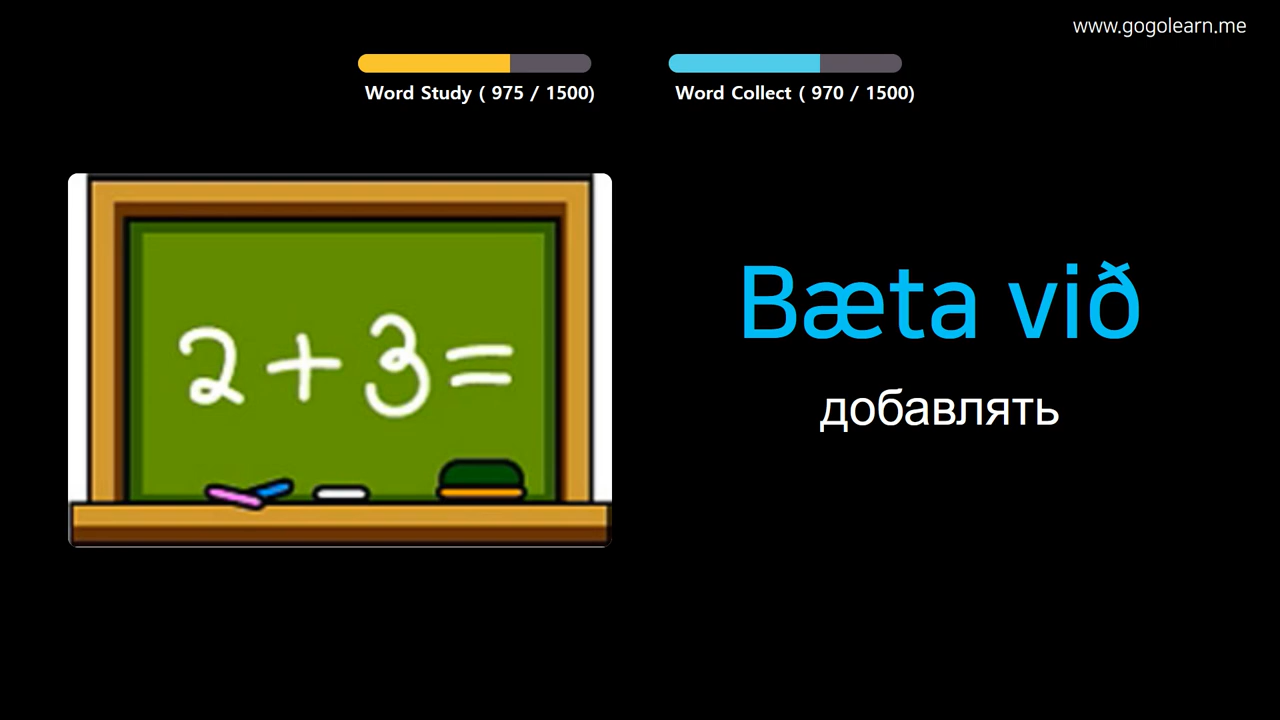 www.gogolearn.me
Word Study ( 975 / 1500)
Word Collect ( 970 / 1500)
2 + 3 =
Bæta við
добавлять